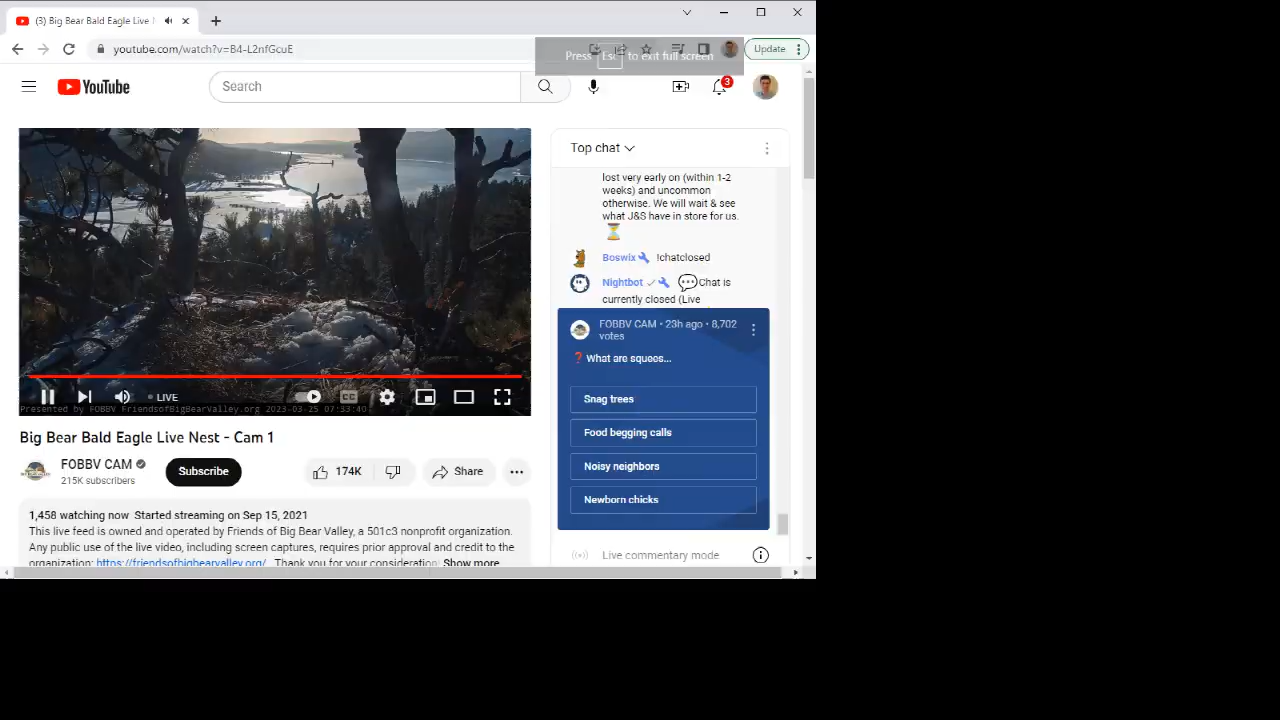 (3) Big Bear Bald Eagle Live N
youtube.com/watch?v=B4-L2nfGcuE
Press Esc to exit full screen
Update
YouTube
Search
3
Top chat
lost very early on (within 1-2
weeks) and uncommon
otherwise. We will wait & see
what J&S have in store for us.
Boswix !chatclosed
Nightbot Chat is
currently closed (Live
FOBBV CAM • 23h ago • 8,702
votes
What are squees...
Snag trees
Food begging calls
Noisy neighbors
Newborn chicks
Live commentary mode
LIVE
CC
Presented by FOBBV FriendsofBigBearValley.org 2023-03-25 07:33:40
Big Bear Bald Eagle Live Nest - Cam 1
FOBBV CAM
215K subscribers
Subscribe
174K
Share
1,458 watching now Started streaming on Sep 15, 2021
This live feed is owned and operated by Friends of Big Bear Valley, a 501c3 nonprofit organization.
Any public use of the live video, including screen captures, requires prior approval and credit to the
organization: https://friendsofbigbearvalley.org/ . Thank you for your consideration! Show more